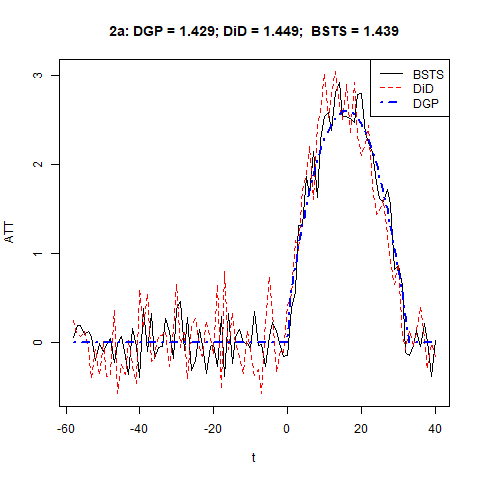 2a: DGP = 1.429; DiD = 1.449;  BSTS = 1.439
BSTS
DiD
DGP
ATT
3
2
1
0
-60 -40 -20 0 20 40
t